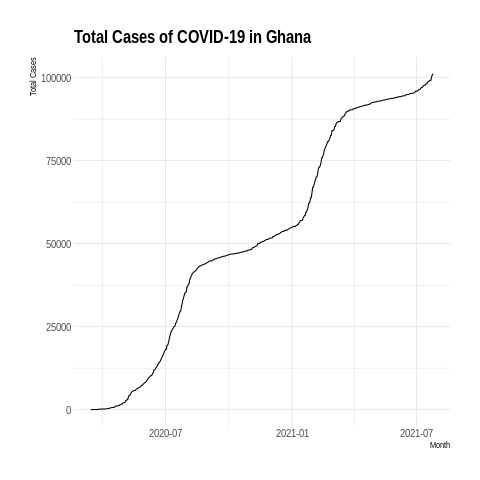 Total Cases of COVID-19 in Ghana
Total Cases
100000
75000
50000
25000
0
2020-07
2021-01
2021-07
Month